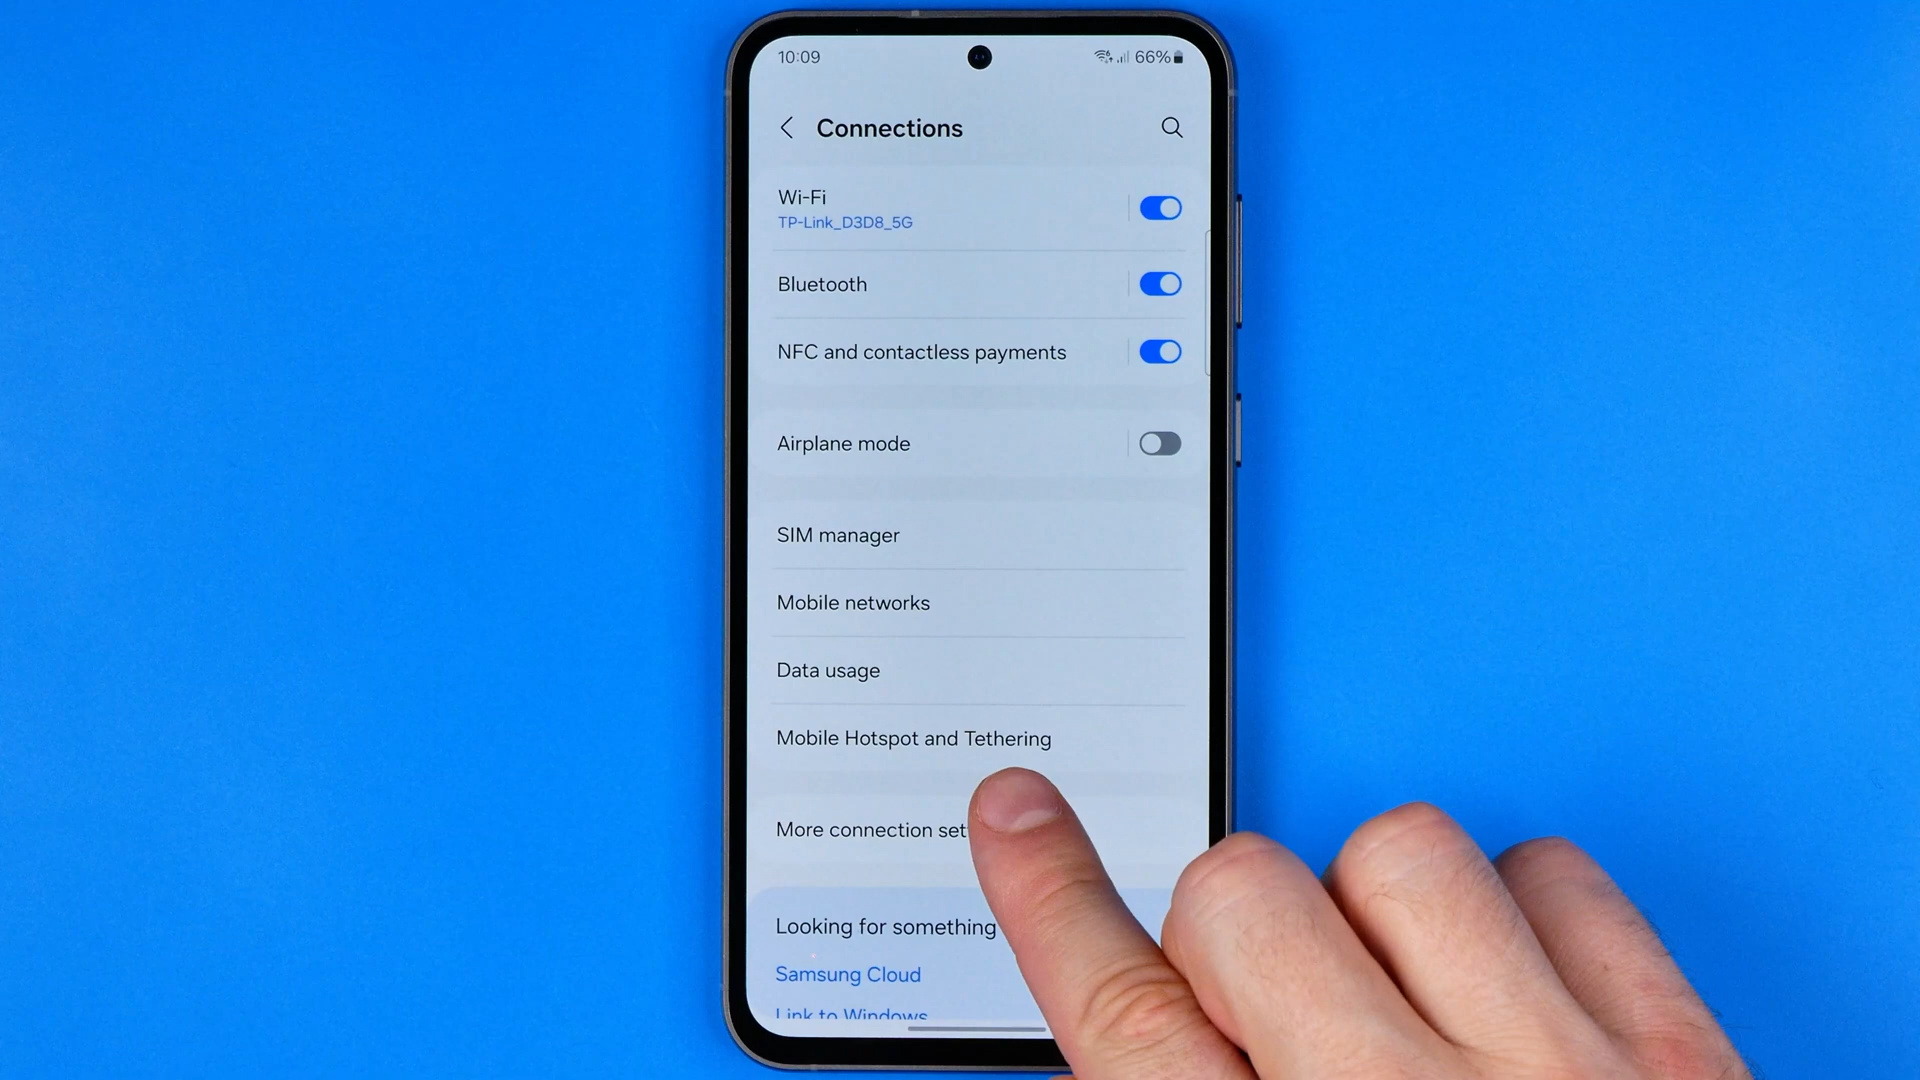 10:09
66%
Connections
Wi-Fi
TP-Link_D3D8_5G
Bluetooth
NFC and contactless payments
Airplane mode
SIM manager
Mobile networks
Data usage
Mobile Hotspot and Tethering
More connection
Looking for something
Samsung Cloud
Link to Windows